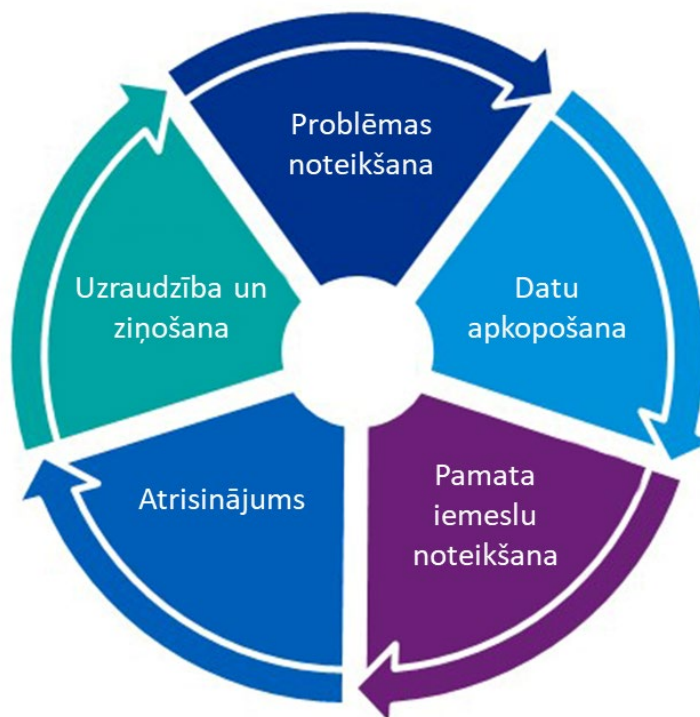 Problēmas
noteikšana
Datu
apkopošana
Pamata
iemeslu
noteikšana
Atrisinājums
Uzraudzība un
ziņošana